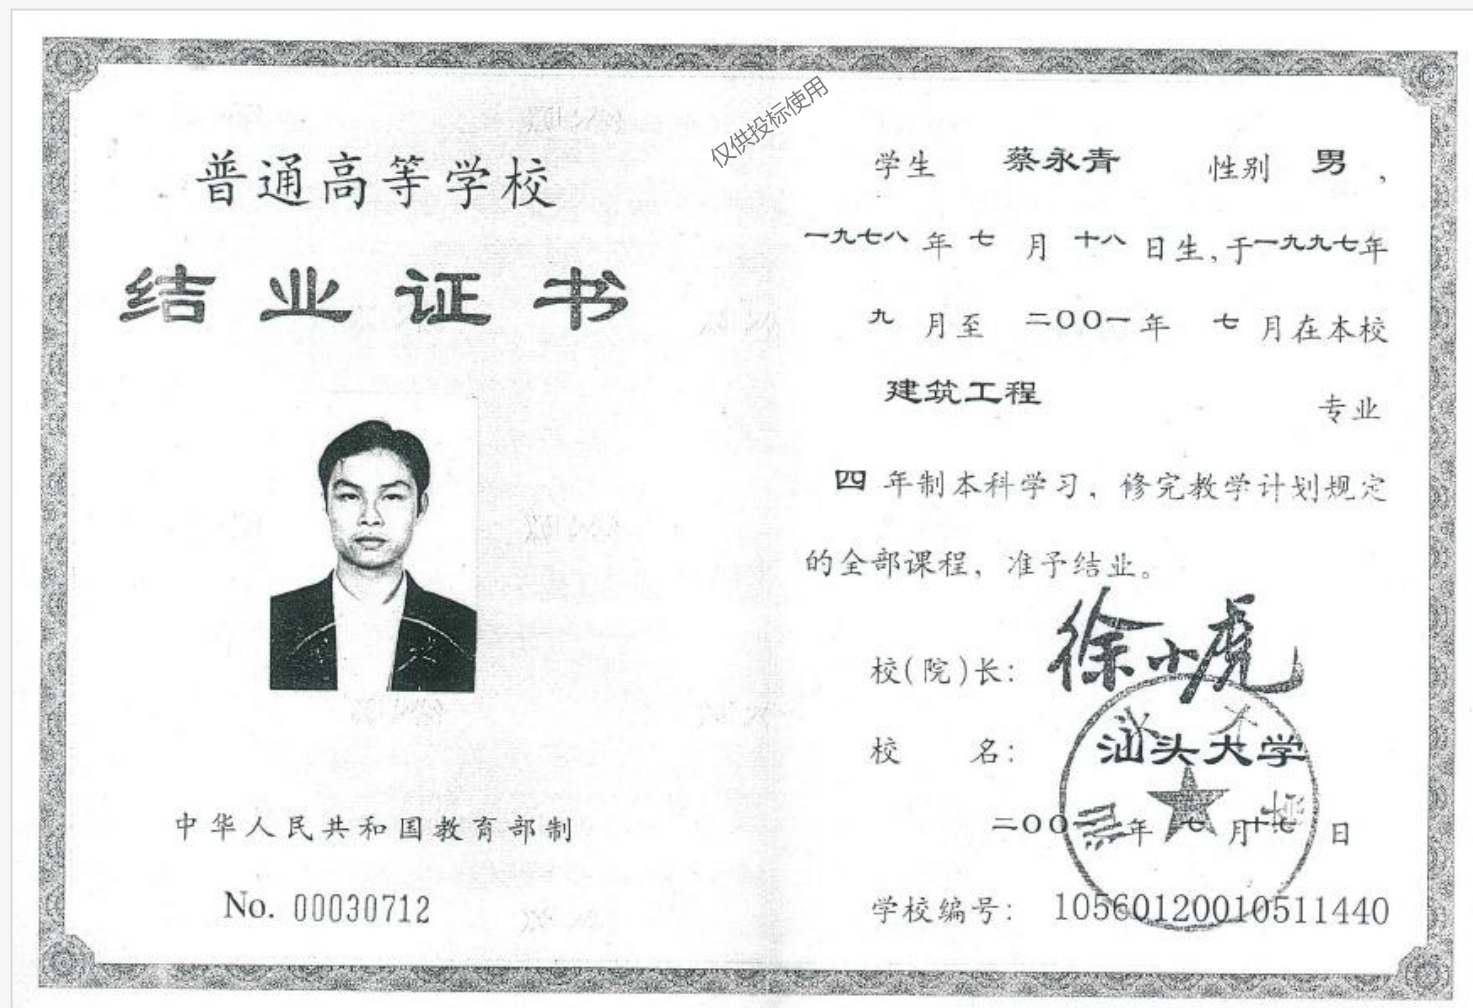 普通高等学校
结业证书
中华人民共和国教育部制
No. 00030712
仅供投标使用
学生 蔡永青 性别 男，
一九七八年七月十八日生，于一九九七年
九月至二〇〇一年七月在本校
建筑工程 专业
四年制本科学习，修完教学计划规定
的全部课程，准予结业。
校（院）长：徐小虎
校 名：汕头大学
二〇〇一年七月十七日
学校编号：10560120010511440